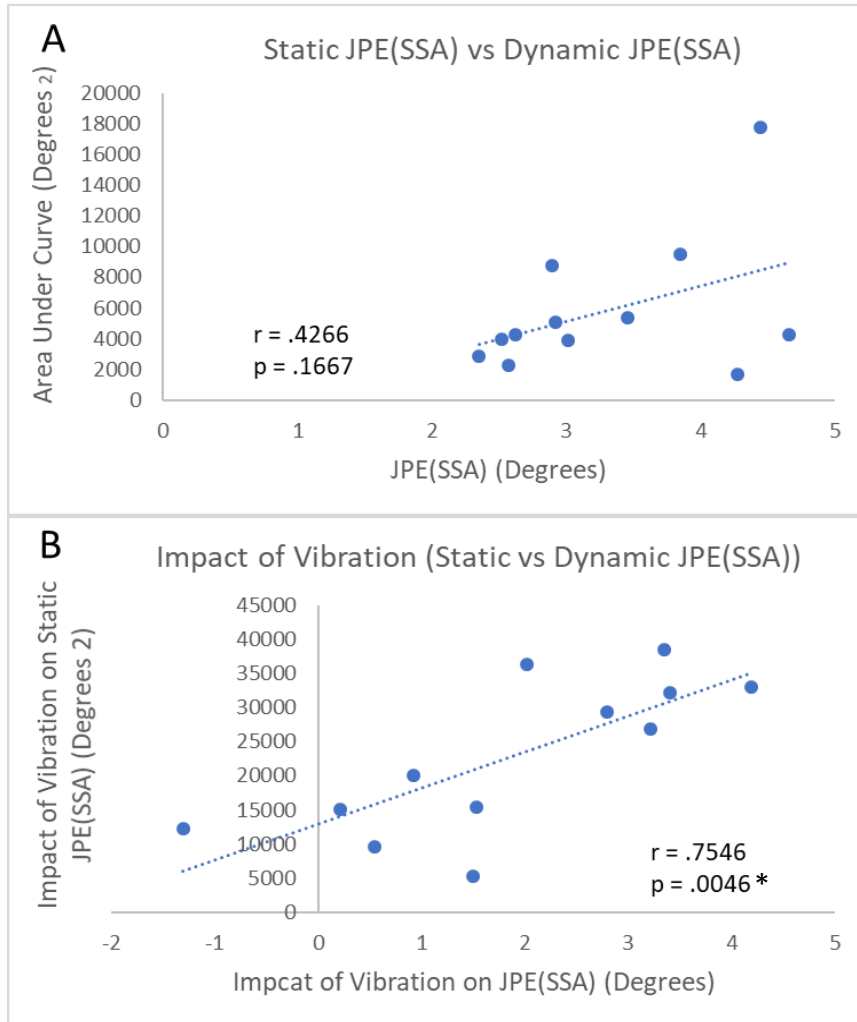 A
Static JPE(SSA) vs Dynamic JPE(SSA)
Area Under Curve (Degrees 2)
20000
18000
16000
14000
12000
10000
8000
6000
4000
2000
0
r = .4266
p = .1667
0 1 2 3 4 5
JPE(SSA) (Degrees)
B
Impact of Vibration (Static vs Dynamic JPE(SSA))
Impact of Vibration on Static
JPE(SSA) (Degrees 2)
45000
40000
35000
30000
25000
20000
15000
10000
5000
0
r = .7546
p = .0046 *
-2 -1 0 1 2 3 4 5
Impcat of Vibration on JPE(SSA) (Degrees)